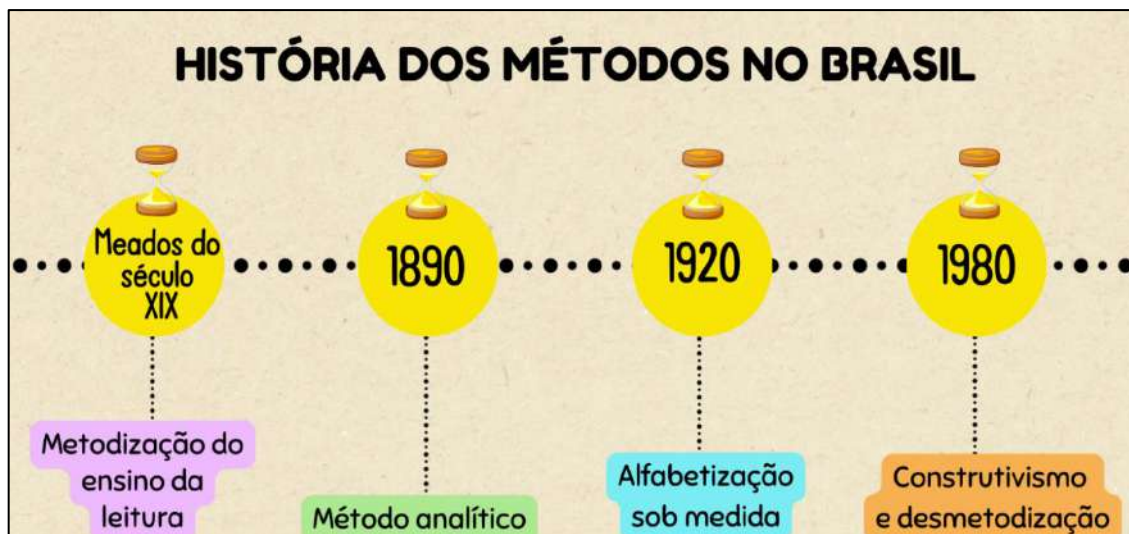 HISTÓRIA DOS MÉTODOS NO BRASIL
Meados do
século
XIX
1890
1920
1980
Metodização do
ensino da
leitura
Método analítico
Alfabetização
sob medida
Construtivismo
e desmetodização